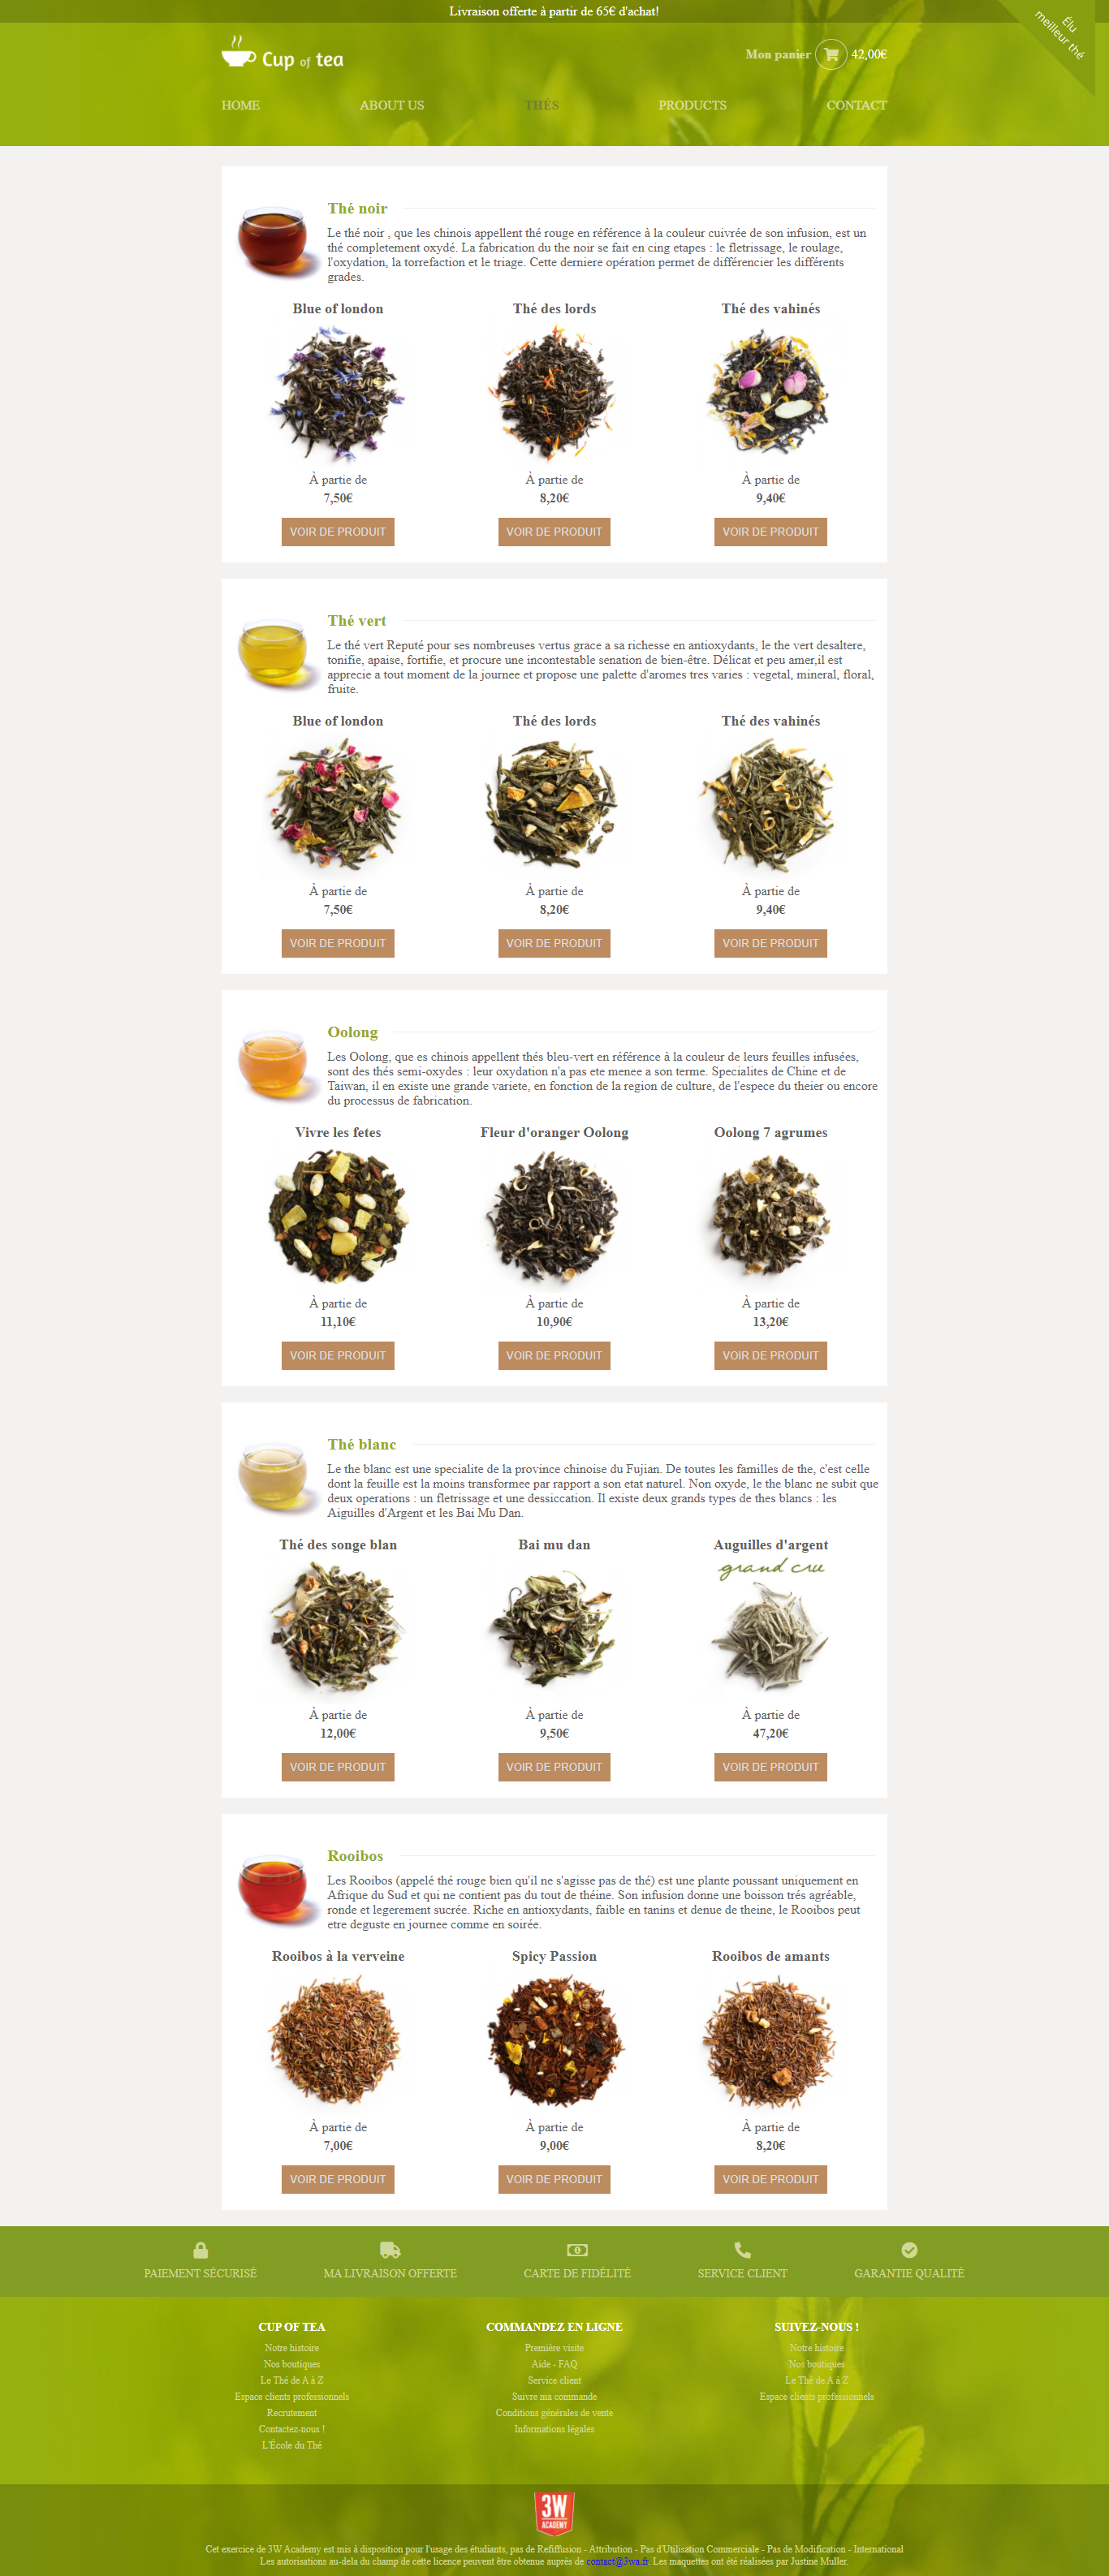 Livraison offerte à partir de 65€ d'achat!
Élu
meilleur thé
Cup of tea
Mon panier 42,00€
HOME ABOUT US THÉS PRODUCTS CONTACT
Thé noir
Le thé noir , que les chinois appellent thé rouge en référence à la couleur cuivrée de son infusion, est un
thé completement oxydé. La fabrication du the noir se fait en cinq etapes : le fletrissage, le roulage,
l'oxydation, la torrefaction et le triage. Cette derniere opération permet de différencier les différents
grades.
Blue of london Thé des lords Thé des vahinés
À partie de À partie de À partie de
7,50€ 8,20€ 9,40€
VOIR DE PRODUIT VOIR DE PRODUIT VOIR DE PRODUIT
Thé vert
Le thé vert Reputé pour ses nombreuses vertus grace a sa richesse en antioxydants, le the vert desaltere,
tonifie, apaise, fortifie, et procure une incontestable senation de bien-être. Délicat et peu amer,il est
apprecie a tout moment de la journee et propose une palette d'aromes tres varies : vegetal, mineral, floral,
fruite.
Blue of london Thé des lords Thé des vahinés
À partie de À partie de À partie de
7,50€ 8,20€ 9,40€
VOIR DE PRODUIT VOIR DE PRODUIT VOIR DE PRODUIT
Oolong
Les Oolong, que es chinois appellent thés bleu-vert en référence à la couleur de leurs feuilles infusées,
sont des thés semi-oxydes : leur oxydation n'a pas ete menee a son terme. Specialites de Chine et de
Taiwan, il en existe une grande variete, en fonction de la region de culture, de l'espece du theier ou encore
du processus de fabrication.
Vivre les fetes Fleur d'oranger Oolong Oolong 7 agrumes
À partie de À partie de À partie de
11,10€ 10,90€ 13,20€
VOIR DE PRODUIT VOIR DE PRODUIT VOIR DE PRODUIT
Thé blanc
Le the blanc est une specialite de la province chinoise du Fujian. De toutes les familles de the, c'est celle
dont la feuille est la moins transformee par rapport a son etat naturel. Non oxyde, le the blanc ne subit que
deux operations : un fletrissage et une dessiccation. Il existe deux grands types de thes blancs : les
Aiguilles d'Argent et les Bai Mu Dan.
Thé des songe blan Bai mu dan Auguilles d'argent
grand cru
À partie de À partie de À partie de
12,00€ 9,50€ 47,20€
VOIR DE PRODUIT VOIR DE PRODUIT VOIR DE PRODUIT
Rooibos
Les Rooibos (appelé thé rouge bien qu'il ne s'agisse pas de thé) est une plante poussant uniquement en
Afrique du Sud et qui ne contient pas du tout de théine. Son infusion donne une boisson trés agréable,
ronde et legerement sucrée. Riche en antioxydants, faible en tanins et denue de theine, le Rooibos peut
etre deguste en journee comme en soirée.
Rooibos à la verveine Spicy Passion Rooibos de amants
À partie de À partie de À partie de
7,00€ 9,00€ 8,20€
VOIR DE PRODUIT VOIR DE PRODUIT VOIR DE PRODUIT
PAIEMENT SÉCURISÉ MA LIVRAISON OFFERTE CARTE DE FIDÉLITÉ SERVICE CLIENT GARANTIE QUALITÉ
CUP OF TEA COMMANDEZ EN LIGNE SUIVEZ-NOUS !
Notre histoire Première visite Notre histoire
Nos boutiques Aide - FAQ Nos boutiques
Le Thé de A à Z Service client Le Thé de A à Z
Espace clients professionnels Suivre ma commande Espace clients professionnels
Recrutement Conditions générales de vente
Contactez-nous ! Informations légales
L'École du Thé
3W
ACADEMY
Cet exercice de 3W Academy est mis à disposition pour l'usage des étudiants, pas de Refiffusion - Attribution - Pas d'Utilisation Commerciale - Pas de Modification - International
Les autorisations au-dela du champ de cette licence peuvent être obtenue auprés de contact@3wa.fr. Les maquettes ont été réalisées par Justine Muller.